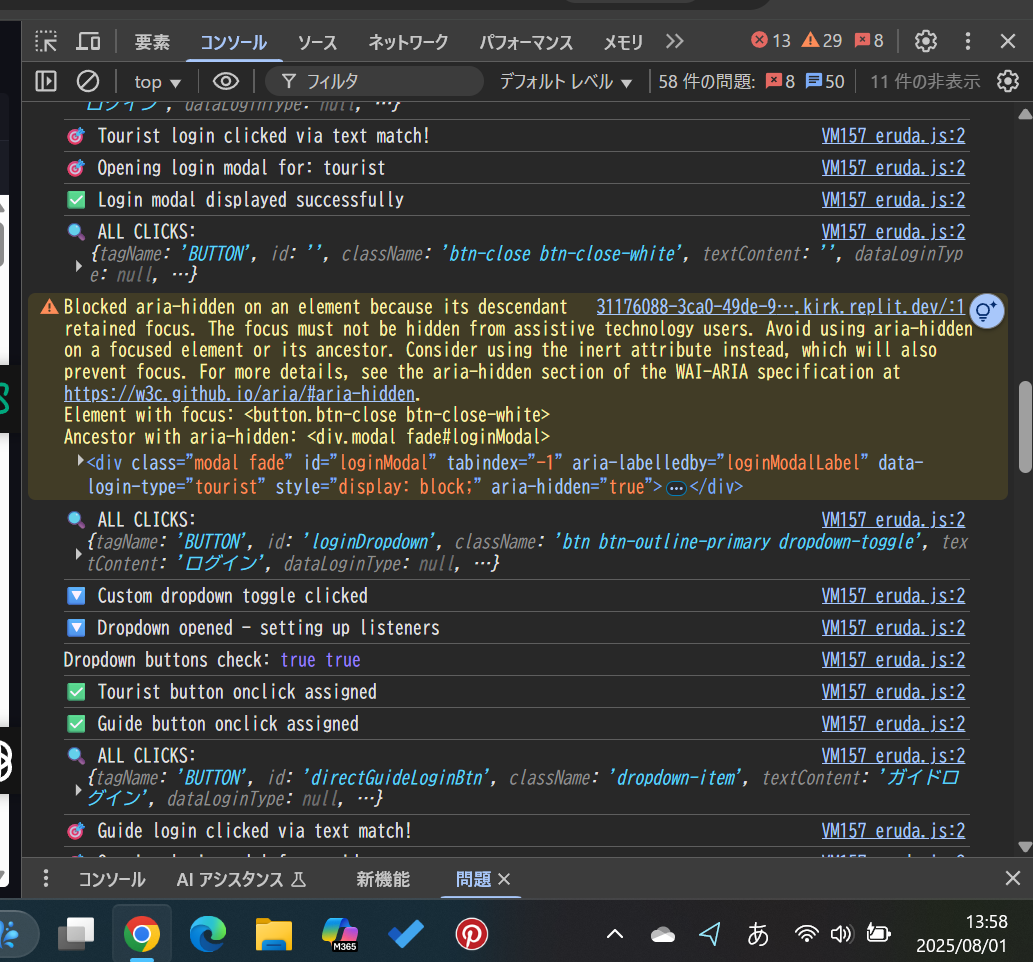 要素 コンソール ソース ネットワーク パフォーマンス メモリ 13 29 8
top フィルタ デフォルト レベル 58 件の問題: 8 50 11 件の非表示
ログイン', dataLoginType: null, …}
Tourist login clicked via text match! VM157 eruda.js:2
Opening login modal for: tourist VM157 eruda.js:2
Login modal displayed successfully VM157 eruda.js:2
ALL CLICKS: VM157 eruda.js:2
{tagName: 'BUTTON', id: '', className: 'btn-close btn-close-white', textContent: '', dataLoginTyp
e: null, …}
Blocked aria-hidden on an element because its descendant 31176088-3ca0-49de-9….kirk.replit.dev/:1
retained focus. The focus must not be hidden from assistive technology users. Avoid using aria-hidden
on a focused element or its ancestor. Consider using the inert attribute instead, which will also
prevent focus. For more details, see the aria-hidden section of the WAI-ARIA specification at
https://w3c.github.io/aria/#aria-hidden.
Element with focus: <button.btn-close btn-close-white>
Ancestor with aria-hidden: <div.modal fade#loginModal>
<div class="modal fade" id="loginModal" tabindex="-1" aria-labelledby="loginModalLabel" data-
login-type="tourist" style="display: block;" aria-hidden="true">…</div>
ALL CLICKS: VM157 eruda.js:2
{tagName: 'BUTTON', id: 'loginDropdown', className: 'btn btn-outline-primary dropdown-toggle', tex
tContent: 'ログイン', dataLoginType: null, …}
Custom dropdown toggle clicked VM157 eruda.js:2
Dropdown opened - setting up listeners VM157 eruda.js:2
Dropdown buttons check: true true VM157 eruda.js:2
Tourist button onclick assigned VM157 eruda.js:2
Guide button onclick assigned VM157 eruda.js:2
ALL CLICKS: VM157 eruda.js:2
{tagName: 'BUTTON', id: 'directGuideLoginBtn', className: 'dropdown-item', textContent: 'ガイドロ
グイン', dataLoginType: null, …}
Guide login clicked via text match! VM157 eruda.js:2
コンソール AI アシスタンス 新機能 問題
M365 あ 13:58
2025/08/01